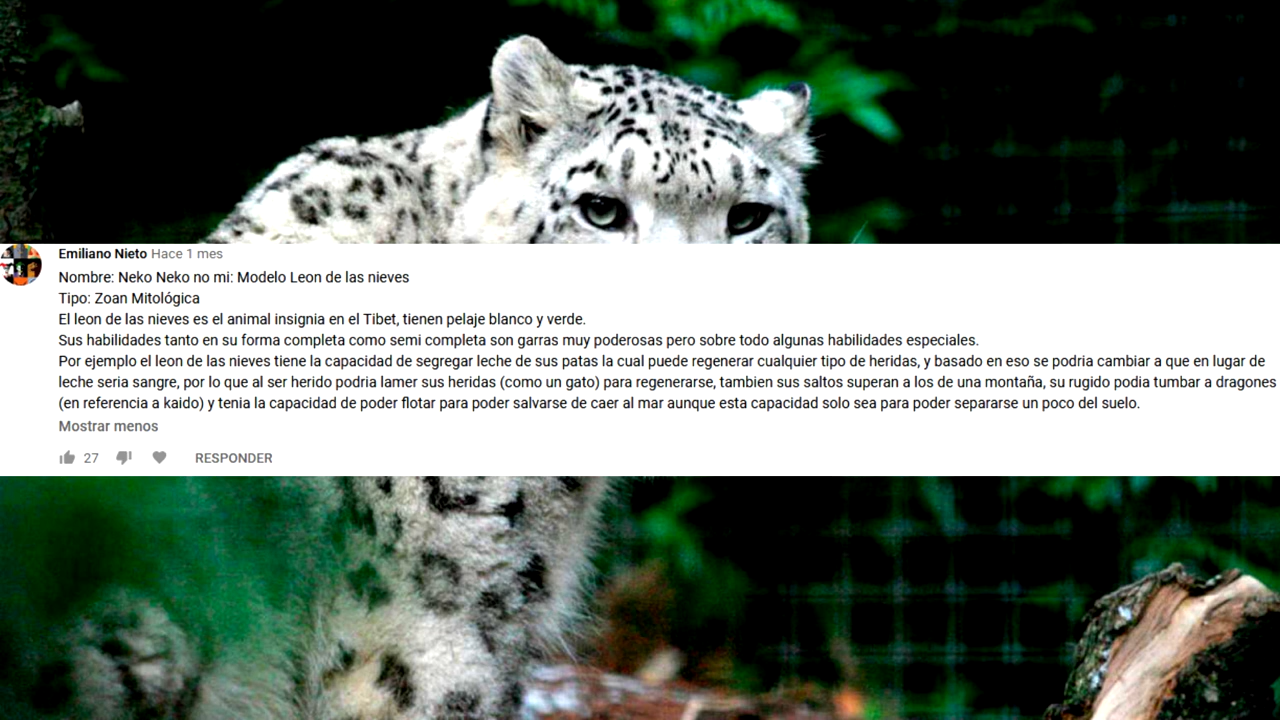 Emiliano Nieto Hace 1 mes
Nombre: Neko Neko no mi: Modelo Leon de las nieves
Tipo: Zoan Mitológica
El leon de las nieves es el animal insignia en el Tibet, tienen pelaje blanco y verde.
Sus habilidades tanto en su forma completa como semi completa son garras muy poderosas pero sobre todo algunas habilidades especiales.
Por ejemplo el leon de las nieves tiene la capacidad de segregar leche de sus patas la cual puede regenerar cualquier tipo de heridas, y basado en eso se podria cambiar a que en lugar de
leche seria sangre, por lo que al ser herido podria lamer sus heridas (como un gato) para regenerarse, tambien sus saltos superan a los de una montaña, su rugido podia tumbar a dragones
(en referencia a kaido) y tenia la capacidad de poder flotar para poder salvarse de caer al mar aunque esta capacidad solo sea para poder separarse un poco del suelo.
Mostrar menos
27 RESPONDER